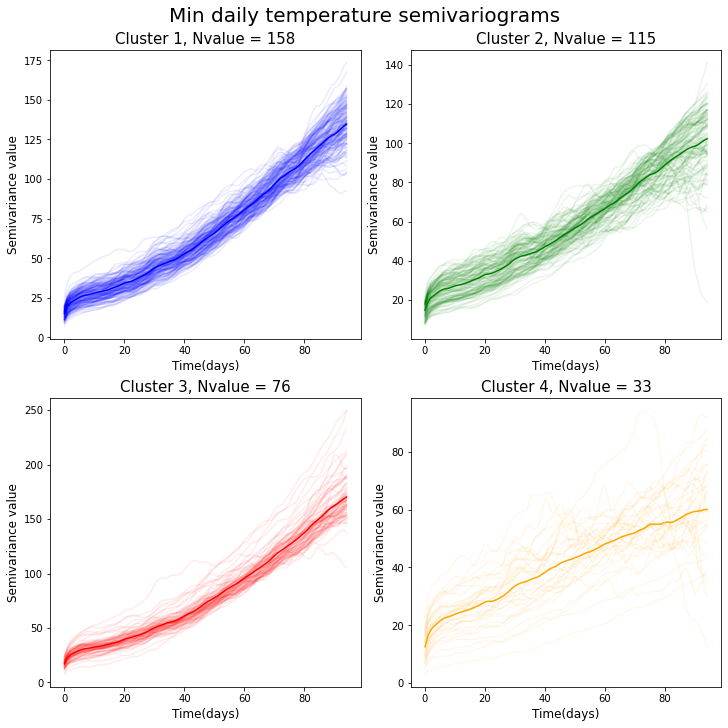 Min daily temperature semivariograms
Cluster 1, Nvalue = 158
175
150
125
100
75
50
25
0
Semivariance value
0 20 40 60 80
Time(days)
Cluster 2, Nvalue = 115
140
120
100
80
60
40
20
Semivariance value
0 20 40 60 80
Time(days)
Cluster 3, Nvalue = 76
250
200
150
100
50
0
Semivariance value
0 20 40 60 80
Time(days)
Cluster 4, Nvalue = 33
80
60
40
20
0
Semivariance value
0 20 40 60 80
Time(days)